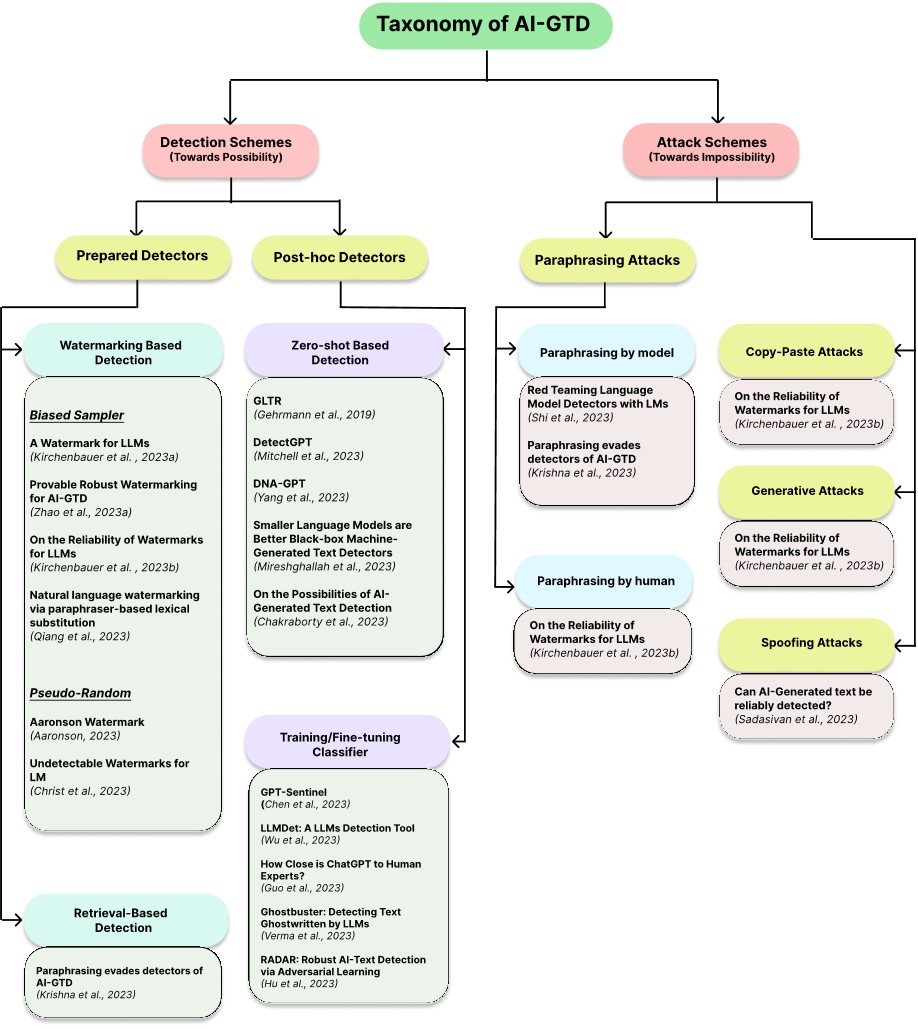 Taxonomy of AI-GTD
Detection Schemes
(Towards Possibility)
Attack Schemes
(Towards Impossibility)
Prepared Detectors
Post-hoc Detectors
Paraphrasing Attacks
Watermarking Based
Detection
Biased Sampler
A Watermark for LLMs
(Kirchenbauer et al. , 2023a)
Provable Robust Watermarking
for AI-GTD
(Zhao et al., 2023a)
On the Reliability of Watermarks
for LLMs
(Kirchenbauer et al., 2023b)
Natural language watermarking
via paraphraser-based lexical
substitution
(Qiang et al., 2023)
Pseudo-Random
Aaronson Watermark
(Aaronson, 2023)
Undetectable Watermarks for
LM
(Christ et al., 2023)
Retrieval-Based
Detection
Paraphrasing evades detectors of
AI-GTD
(Krishna et al., 2023)
Zero-shot Based
Detection
GLTR
(Gehrmann et al., 2019)
DetectGPT
(Mitchell et al., 2023)
DNA-GPT
(Yang et al., 2023)
Smaller Language Models are
Better Black-box Machine-
Generated Text Detectors
(Mireshghallah et al., 2023)
On the Possibilities of AI-
Generated Text Detection
(Chakraborty et al., 2023)
Training/Fine-tuning
Classifier
GPT-Sentinel
(Chen et al., 2023)
LLMDet: A LLMs Detection Tool
(Wu et al., 2023)
How Close is ChatGPT to Human
Experts?
(Guo et al., 2023)
Ghostbuster: Detecting Text
Ghostwritten by LLMs
(Verma et al., 2023)
RADAR: Robust AI-Text Detection
via Adversarial Learning
(Hu et al., 2023)
Paraphrasing by model
Red Teaming Language
Model Detectors with LMs
(Shi et al., 2023)
Paraphrasing evades
detectors of AI-GTD
(Krishna et al., 2023)
Paraphrasing by human
On the Reliability of
Watermarks for LLMs
(Kirchenbauer et al. , 2023b)
Copy-Paste Attacks
On the Reliability of
Watermarks for LLMs
(Kirchenbauer et al., 2023b)
Generative Attacks
On the Reliability of
Watermarks for LLMs
(Kirchenbauer et al., 2023b)
Spoofing Attacks
Can AI-Generated text be
reliably detected?
(Sadasivan et al., 2023)